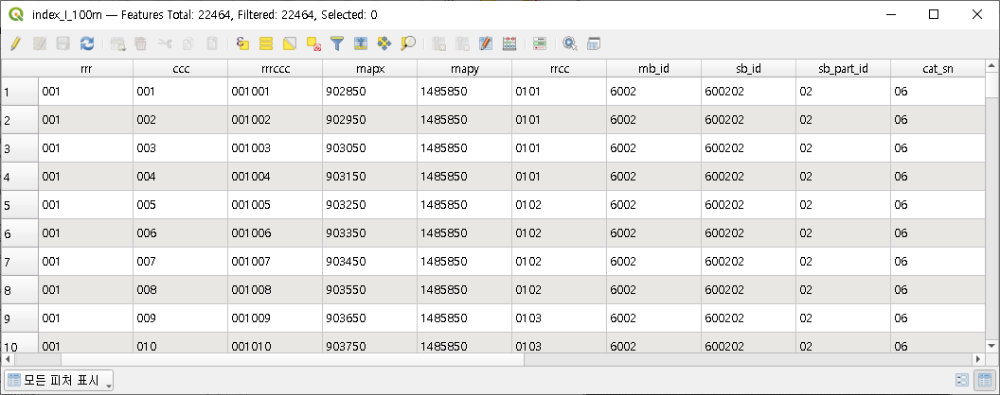 index_l_100m — Features Total: 22464, Filtered: 22464, Selected: 0
rrr ccc rrrccc mapx mapy rrcc mb_id sb_id sb_part_id cat_sn
1 001 001 001001 902850 1485850 0101 6002 600202 02 06
2 001 002 001002 902950 1485850 0101 6002 600202 02 06
3 001 003 001003 903050 1485850 0101 6002 600202 02 06
4 001 004 001004 903150 1485850 0101 6002 600202 02 06
5 001 005 001005 903250 1485850 0102 6002 600202 02 06
6 001 006 001006 903350 1485850 0102 6002 600202 02 06
7 001 007 001007 903450 1485850 0102 6002 600202 02 06
8 001 008 001008 903550 1485850 0102 6002 600202 02 06
9 001 009 001009 903650 1485850 0103 6002 600202 02 06
10 001 010 001010 903750 1485850 0103 6002 600202 02 06
모든 피처 표시